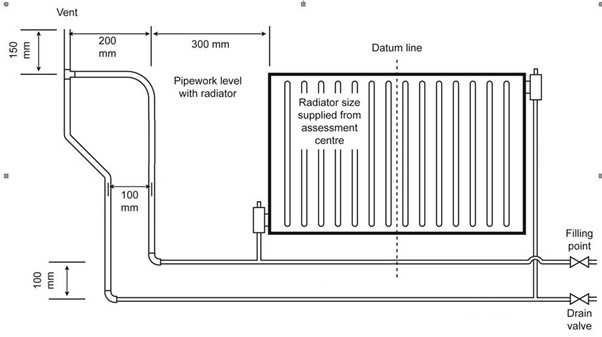 Vent
150
mm
200
mm
300 mm
Pipework level
with radiator
Datum line
Radiator size
supplied from
assessment
centre
100
mm
100
mm
Filling
point
Drain
valve